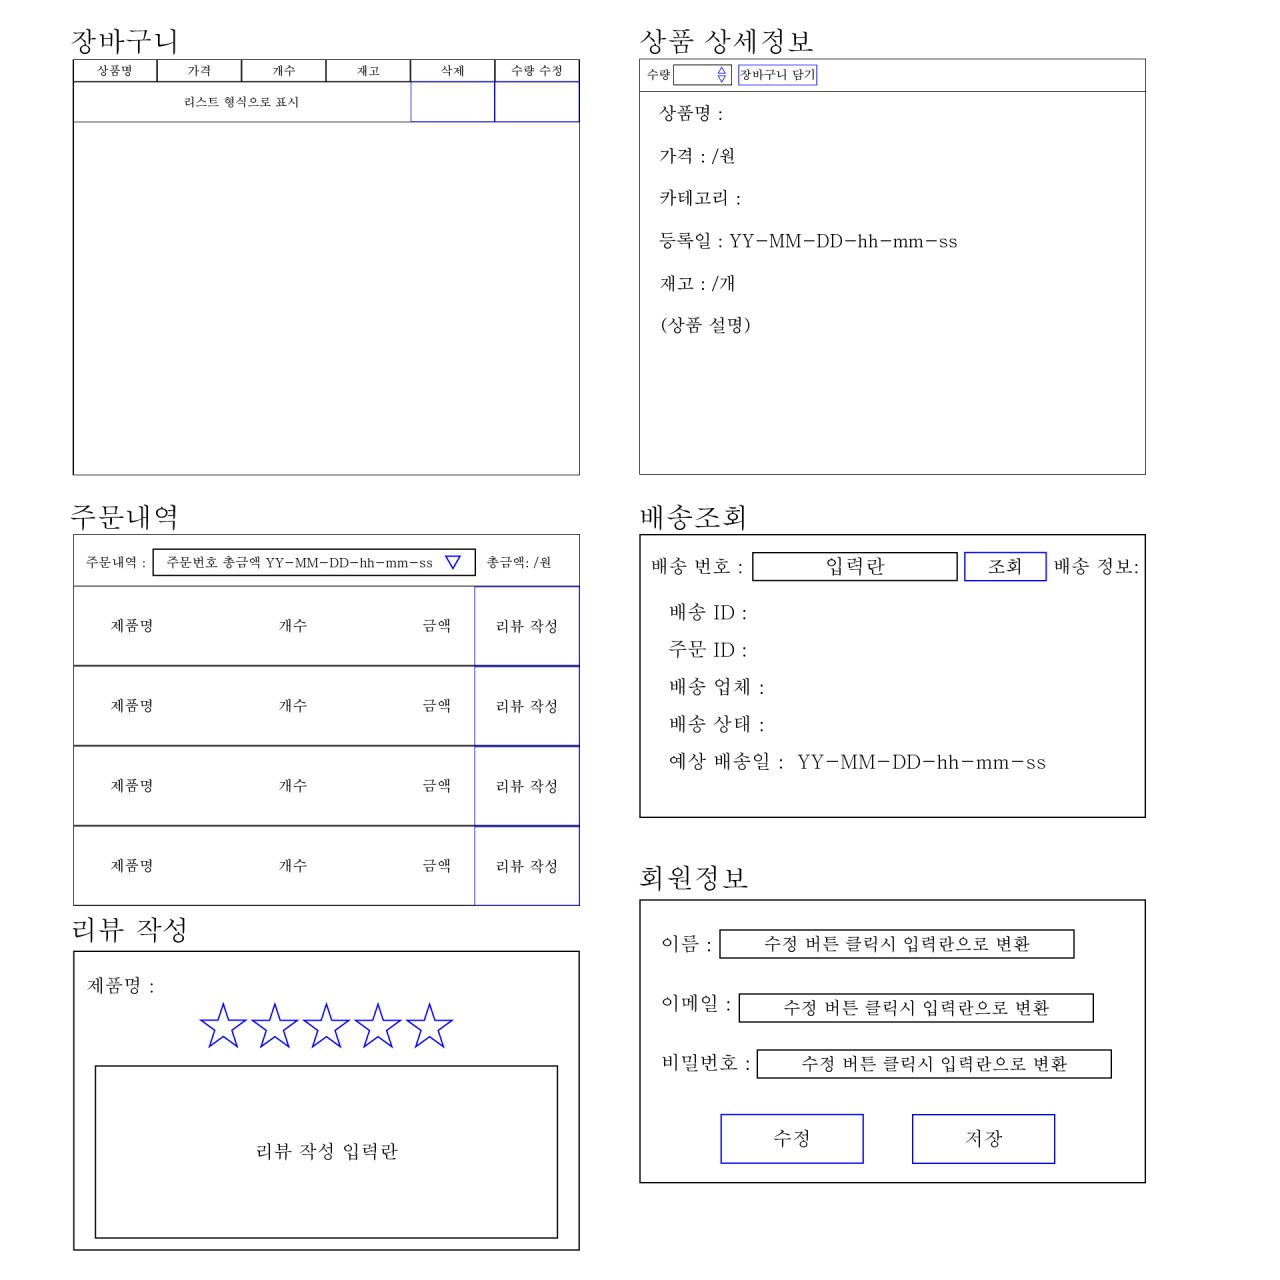 장바구니
상품명 가격 개수 재고 삭제 수량 수정
리스트 형식으로 표시
상품 상세정보
수량 장바구니 담기
상품명 :
가격 : /원
카테고리 :
등록일 : YY-MM-DD-hh-mm-ss
재고 : /개
(상품 설명)
주문내역
주문내역 : 주문번호 총금액 YY-MM-DD-hh-mm-ss 총금액: /원
제품명 개수 금액 리뷰 작성
제품명 개수 금액 리뷰 작성
제품명 개수 금액 리뷰 작성
제품명 개수 금액 리뷰 작성
배송조회
배송 번호 : 입력란 조회 배송 정보:
배송 ID :
주문 ID :
배송 업체 :
배송 상태 :
예상 배송일 : YY-MM-DD-hh-mm-ss
리뷰 작성
제품명 :
리뷰 작성 입력란
회원정보
이름 : 수정 버튼 클릭시 입력란으로 변환
이메일 : 수정 버튼 클릭시 입력란으로 변환
비밀번호 : 수정 버튼 클릭시 입력란으로 변환
수정 저장